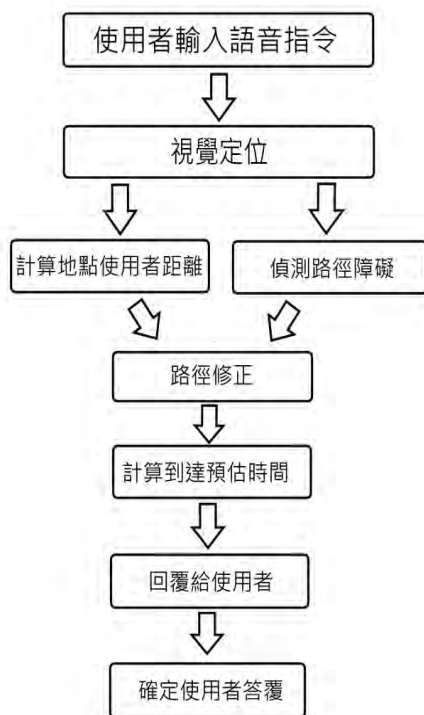 使用者輸入語音指令
視覺定位
計算地點使用者距離
偵測路徑障礙
路徑修正
計算到達預估時間
回覆給使用者
確定使用者答覆